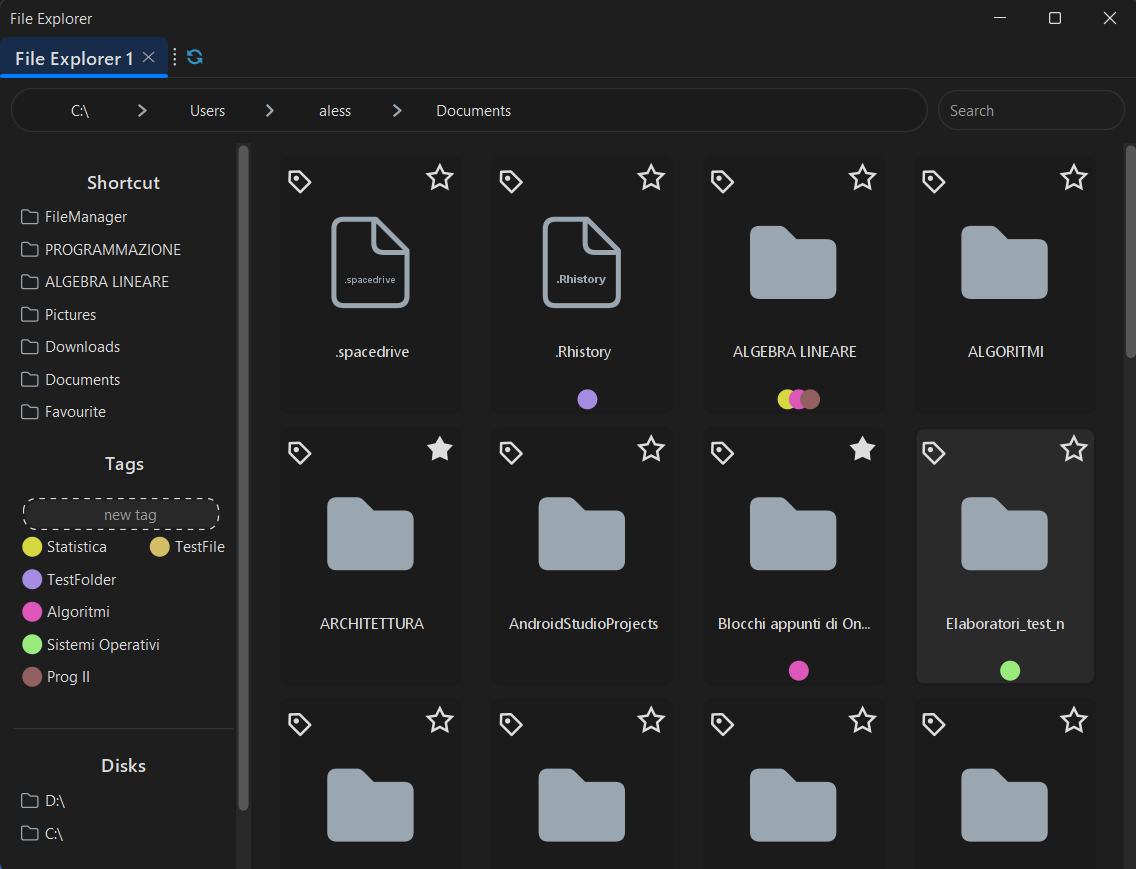 File Explorer
File Explorer 1
C:\ Users aless Documents
Search
Shortcut
FileManager
PROGRAMMAZIONE
ALGEBRA LINEARE
Pictures
Downloads
Documents
Favourite
Tags
new tag
Statistica TestFile
TestFolder
Algoritmi
Sistemi Operativi
Prog II
Disks
D:\
C:\
.spacedrive
.Rhistory
.spacedrive
.Rhistory
ALGEBRA LINEARE
ALGORITMI
ARCHITETTURA
AndroidStudioProjects
Blocchi appunti di On...
Elaboratori_test_n